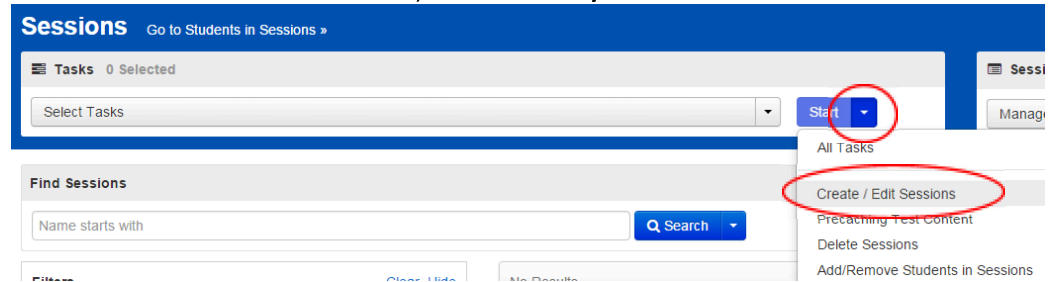 Sessions Go to Students in Sessions »
Tasks 0 Selected
Sessi
Select Tasks
Start
Manage
All Tasks
Find Sessions
Create / Edit Sessions
Name starts with
Search
Precaching Test Content
Delete Sessions
Add/Remove Students in Sessions
Filters
Clear Hide
No Results